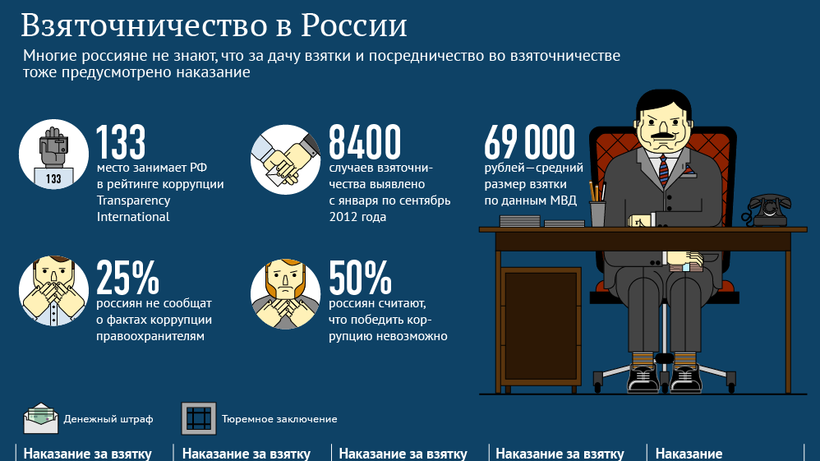 Взяточничество в России
Многие россияне не знают, что за дачу взятки и посредничество во взяточничестве
тоже предусмотрено наказание
133
133
место занимает РФ
в рейтинге коррупции
Transparency
International
8400
случаев взяточни-
чества выявлено
с января по сентябрь
2012 года
69 000
рублей—средний
размер взятки
по данным МВД
25%
россиян не сообщат
о фактах коррупции
правоохранителям
50%
россиян считают,
что победить кор-
рупцию невозможно
Денежный штраф
Тюремное заключение
Наказание за взятку
Наказание за взятку
Наказание за взятку
Наказание за взятку
Наказание